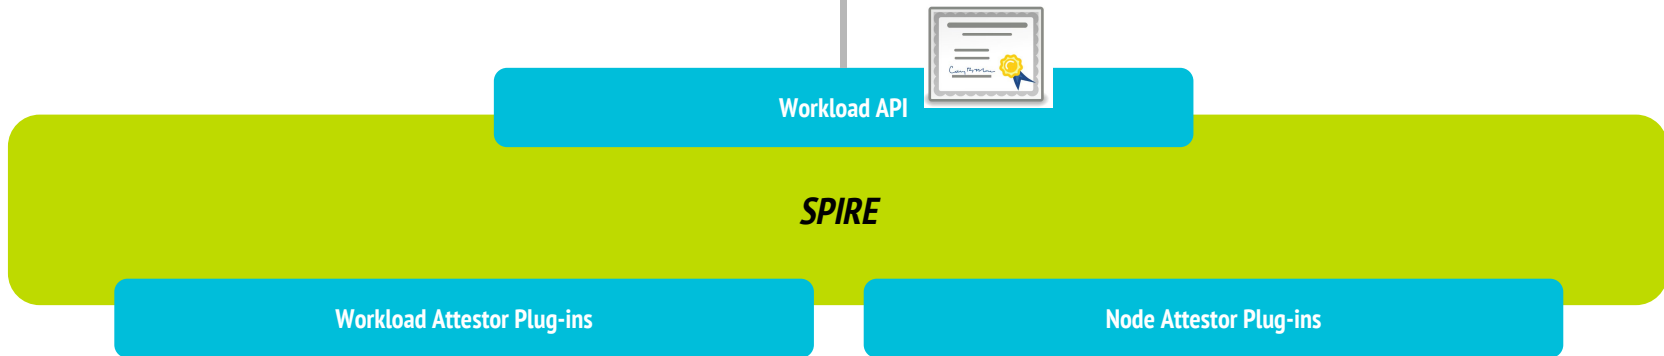 Workload API
SPIRE
Workload Attestor Plug-ins
Node Attestor Plug-ins